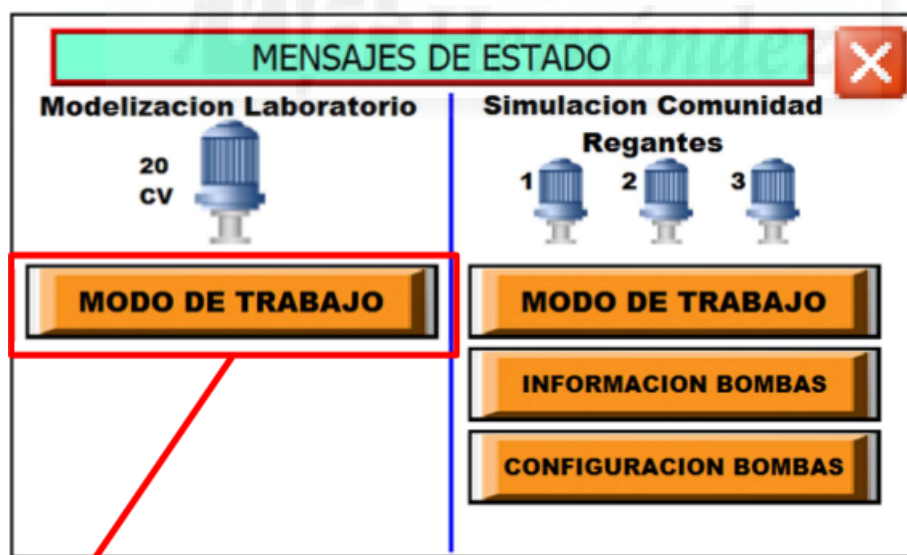 MENSAJES DE ESTADO
Modelizacion Laboratorio
20
CV
MODO DE TRABAJO
Simulacion Comunidad
Regantes
1 2 3
MODO DE TRABAJO
INFORMACION BOMBAS
CONFIGURACION BOMBAS